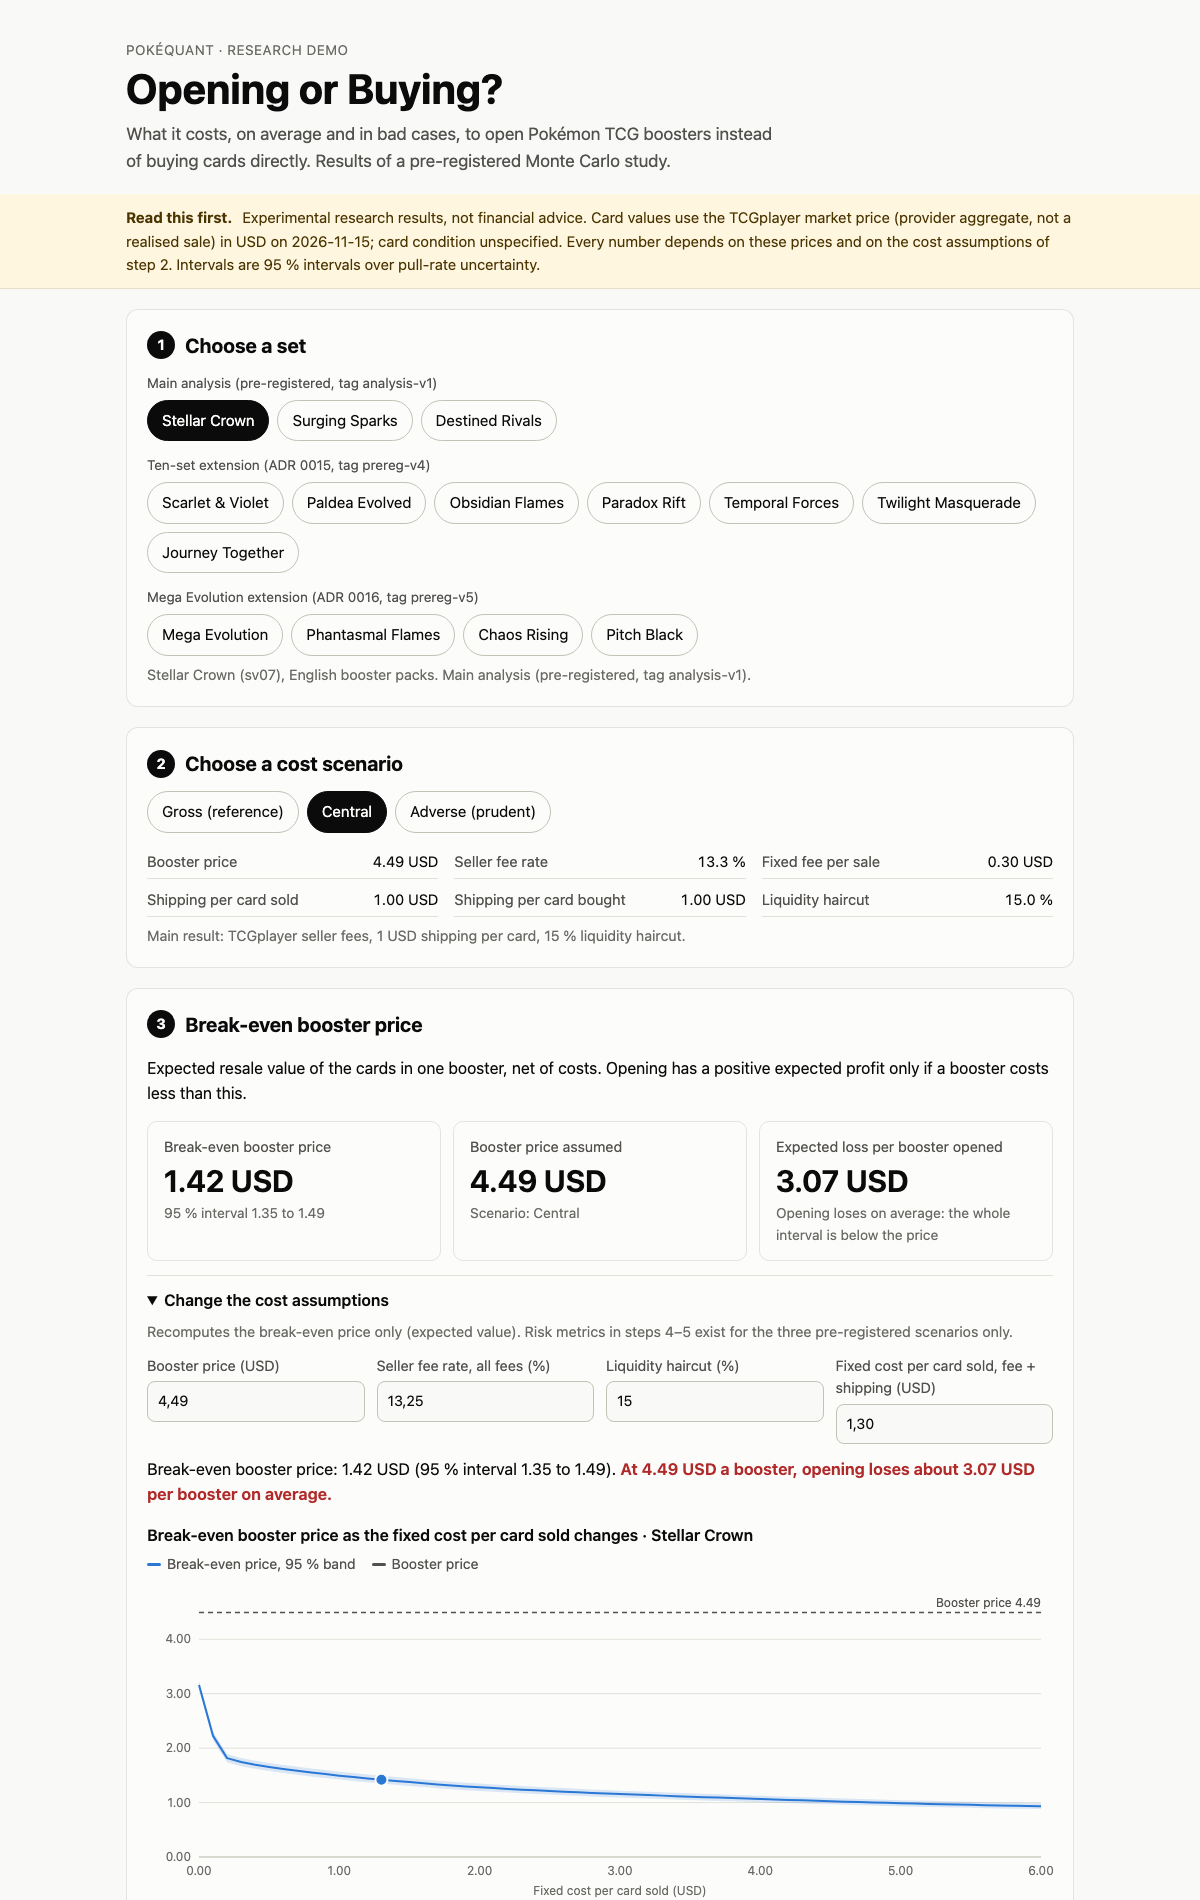 POKÉQUANT · RESEARCH DEMO
Opening or Buying?
What it costs, on average and in bad cases, to open Pokémon TCG boosters instead
of buying cards directly. Results of a pre-registered Monte Carlo study.
Read this first. Experimental research results, not financial advice. Card values use the TCGplayer market price (provider aggregate, not a
realised sale) in USD on 2026-11-15; card condition unspecified. Every number depends on these prices and on the cost assumptions of
step 2. Intervals are 95 % intervals over pull-rate uncertainty.
1 Choose a set
Main analysis (pre-registered, tag analysis-v1)
Stellar Crown Surging Sparks Destined Rivals
Ten-set extension (ADR 0015, tag prereg-v4)
Scarlet & Violet Paldea Evolved Obsidian Flames Paradox Rift Temporal Forces Twilight Masquerade
Journey Together
Mega Evolution extension (ADR 0016, tag prereg-v5)
Mega Evolution Phantasmal Flames Chaos Rising Pitch Black
Stellar Crown (sv07), English booster packs. Main analysis (pre-registered, tag analysis-v1).
2 Choose a cost scenario
Gross (reference) Central Adverse (prudent)
Booster price 4.49 USD Seller fee rate 13.3 % Fixed fee per sale 0.30 USD
Shipping per card sold 1.00 USD Shipping per card bought 1.00 USD Liquidity haircut 15.0 %
Main result: TCGplayer seller fees, 1 USD shipping per card, 15 % liquidity haircut.
3 Break-even booster price
Expected resale value of the cards in one booster, net of costs. Opening has a positive expected profit only if a booster costs
less than this.
Break-even booster price Booster price assumed Expected loss per booster opened
1.42 USD 4.49 USD 3.07 USD
95 % interval 1.35 to 1.49 Scenario: Central Opening loses on average: the whole
interval is below the price
▼ Change the cost assumptions
Recomputes the break-even price only (expected value). Risk metrics in steps 4–5 exist for the three pre-registered scenarios only.
Booster price (USD) Seller fee rate, all fees (%) Liquidity haircut (%) Fixed cost per card sold, fee +
shipping (USD)
4,49 13,25 15 1,30
Break-even booster price: 1.42 USD (95 % interval 1.35 to 1.49). At 4.49 USD a booster, opening loses about 3.07 USD
per booster on average.
Break-even booster price as the fixed cost per card sold changes · Stellar Crown
Break-even price, 95 % band Booster price
Booster price 4.49
4.00
3.00
2.00
1.00
0.00
0.00 1.00 2.00 3.00 4.00 5.00 6.00
Fixed cost per card sold (USD)